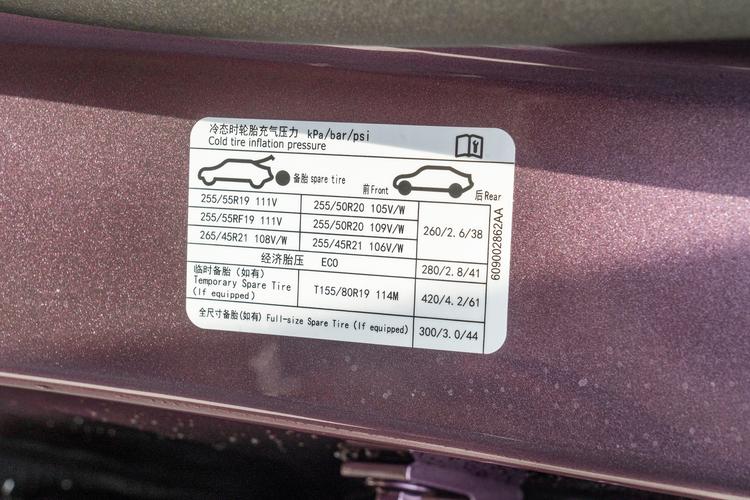 冷态时轮胎充气压力 kPa/bar/psi
Cold tire inflation pressure
备胎 spare tire
前Front
后Rear
255/55R19 111V 255/50R20 105V/W
255/55RF19 111V 255/50R20 109V/W
265/45R21 108V/W 255/45R21 106V/W
260/2.6/38
经济胎压 ECO 280/2.8/41
临时备胎（如有）
Temporary Spare Tire
(If equipped)
T155/80R19 114M
420/4.2/61
全尺寸备胎(如有) Full-size Spare Tire (If equipped) 300/3.0/44
609002862AA